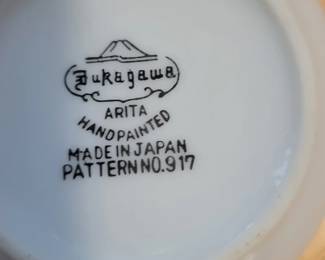 Fukagawa
ARITA
HANDPAINTED
MADE IN JAPAN
PATTERN NO. 917